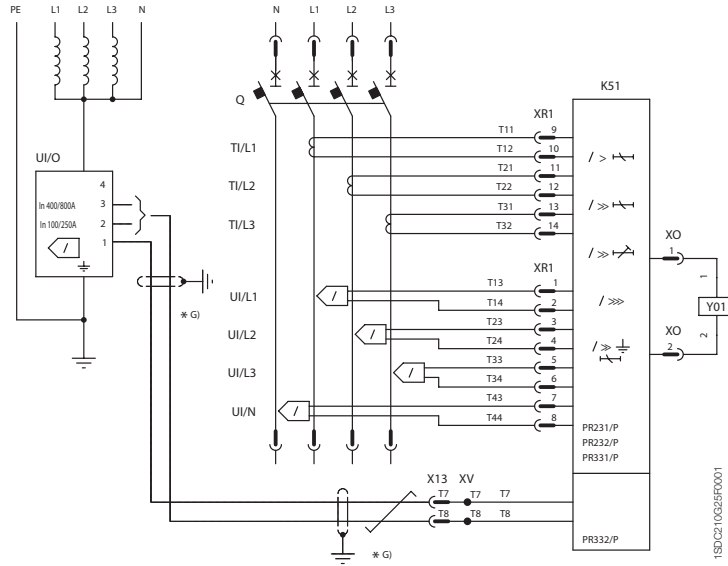 PE L1 L2 L3 N N L1 L2 L3
Q
K51
XR1
T11 9
TI/L1
T12 10
I >
T21 11
TI/L2
T22 12
T31 13
I >>
TI/L3
T32 14
UI/O
4
In 400/800A 3
In 100/250A 2
1
I
I >>
XO
1
XR1
T13 1
UI/L1 I
T14 2
I >>>
1
Y01
2
* G)
T23 3
UI/L2 I
T24 4
I >>
XO
2
T33 5
UI/L3 I
T34 6
T43 7
UI/N I
T44 8
PR231/P
PR232/P
PR331/P
X13 XV
T7 T7 T7
T8 T8 T8
* G)
PR332/P
1SDC210G25F0001